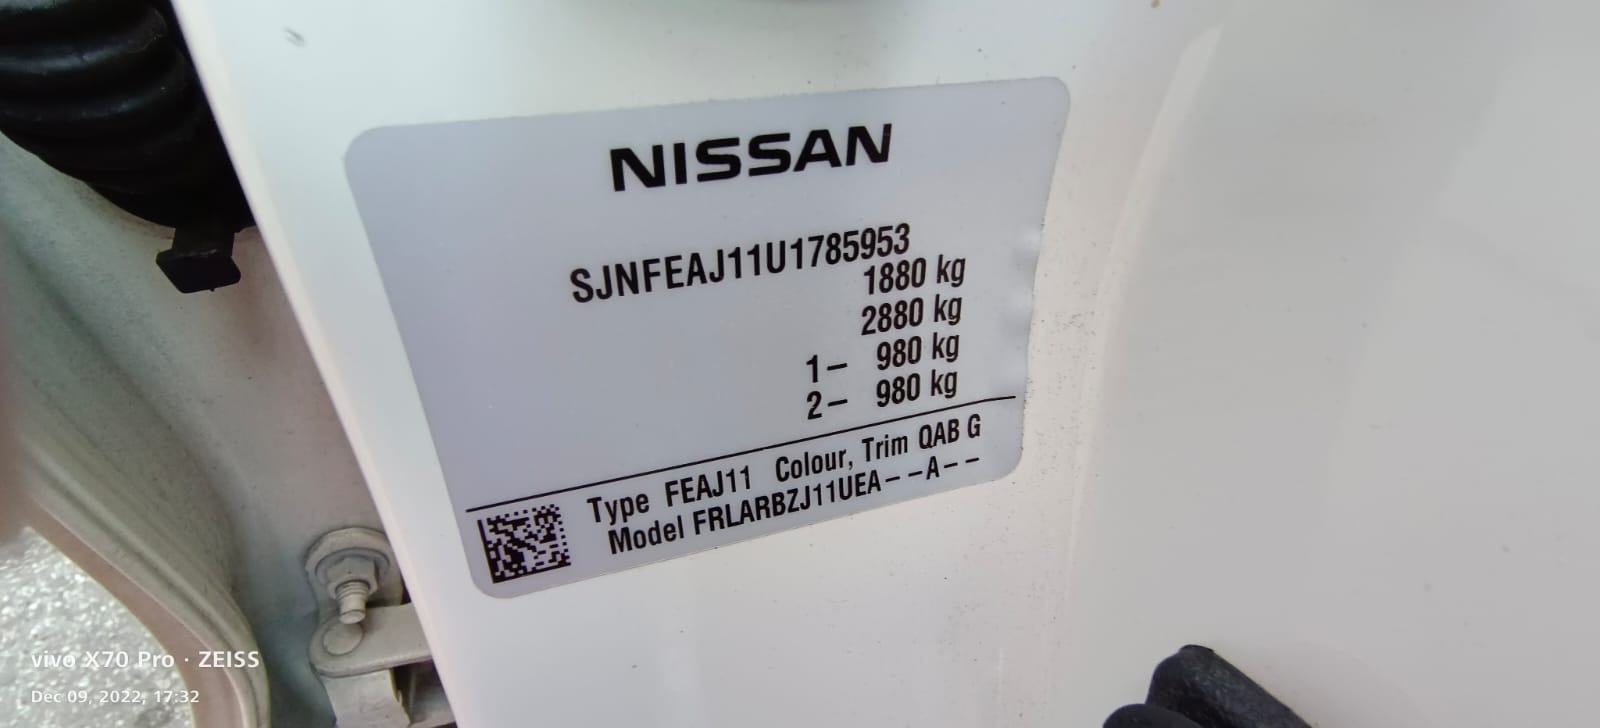 NISSAN
SJNFEAJ11U1785953
1880 kg
2880 kg
1– 980 kg
2– 980 kg
Type FEAJ11 Colour, Trim QAB G
Model FRLARBZJ11UEA– –A– –
vivo X70 Pro · ZEISS
Dec 09, 2022, 17:32